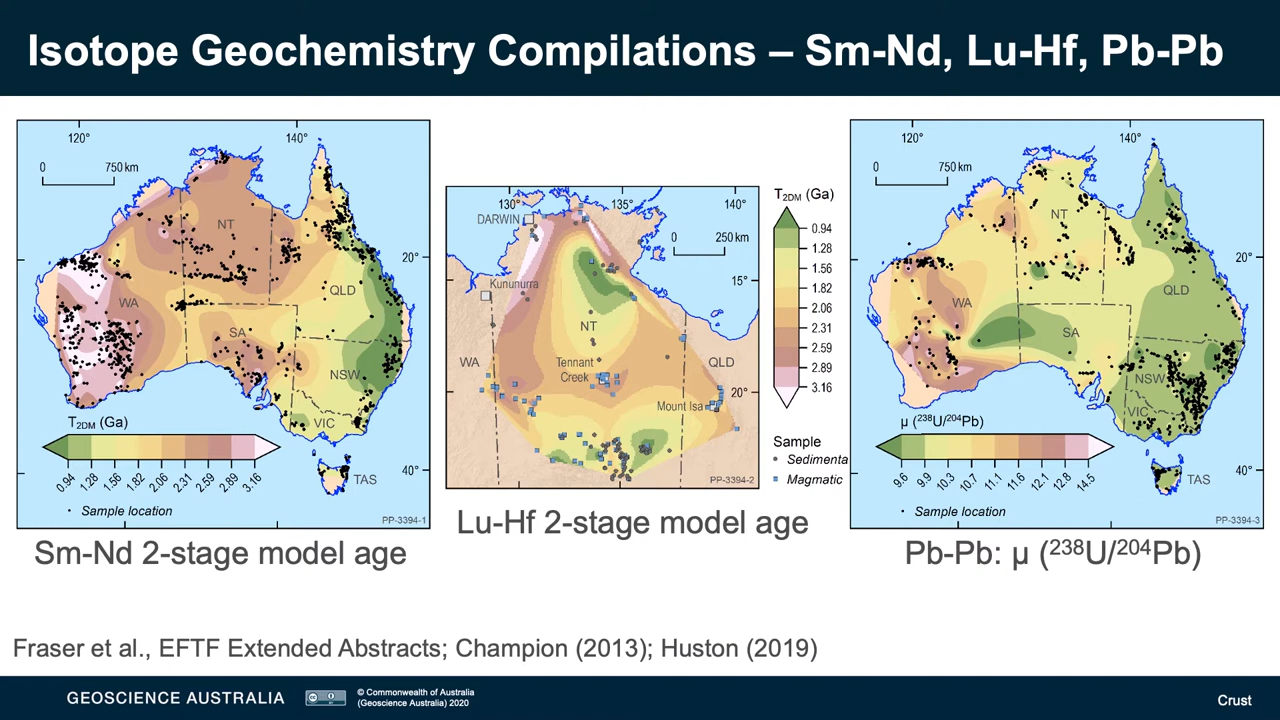 Isotope Geochemistry Compilations – Sm-Nd, Lu-Hf, Pb-Pb
120° 140°
0 750 km
NT
WA
QLD
SA
NSW
VIC
TAS
20°
40°
T2DM (Ga)
0.94 1.28 1.56 1.82 2.06 2.31 2.59 2.89 3.16
Sample location
PP-3394-1
Sm-Nd 2-stage model age
130° 135° 140°
DARWIN
0 250 km
15°
Kununurra
NT
WA
Tennant
Creek
QLD
20°
Mount Isa
PP-3394-2
T2DM (Ga)
0.94
1.28
1.56
1.82
2.06
2.31
2.59
2.89
3.16
Sample
Sedimenta
Magmatic
Lu-Hf 2-stage model age
120° 140°
0 750 km
NT
20°
WA
QLD
SA
NSW
VIC
µ (238U/204Pb)
9.6 9.9 10.3 10.7 11.1 11.6 12.1 12.8 14.5
40°
TAS
Sample location
PP-3394-3
Pb-Pb: µ (238U/204Pb)
Fraser et al., EFTF Extended Abstracts; Champion (2013); Huston (2019)
GEOSCIENCE AUSTRALIA
© Commonwealth of Australia
(Geoscience Australia) 2020
Crust